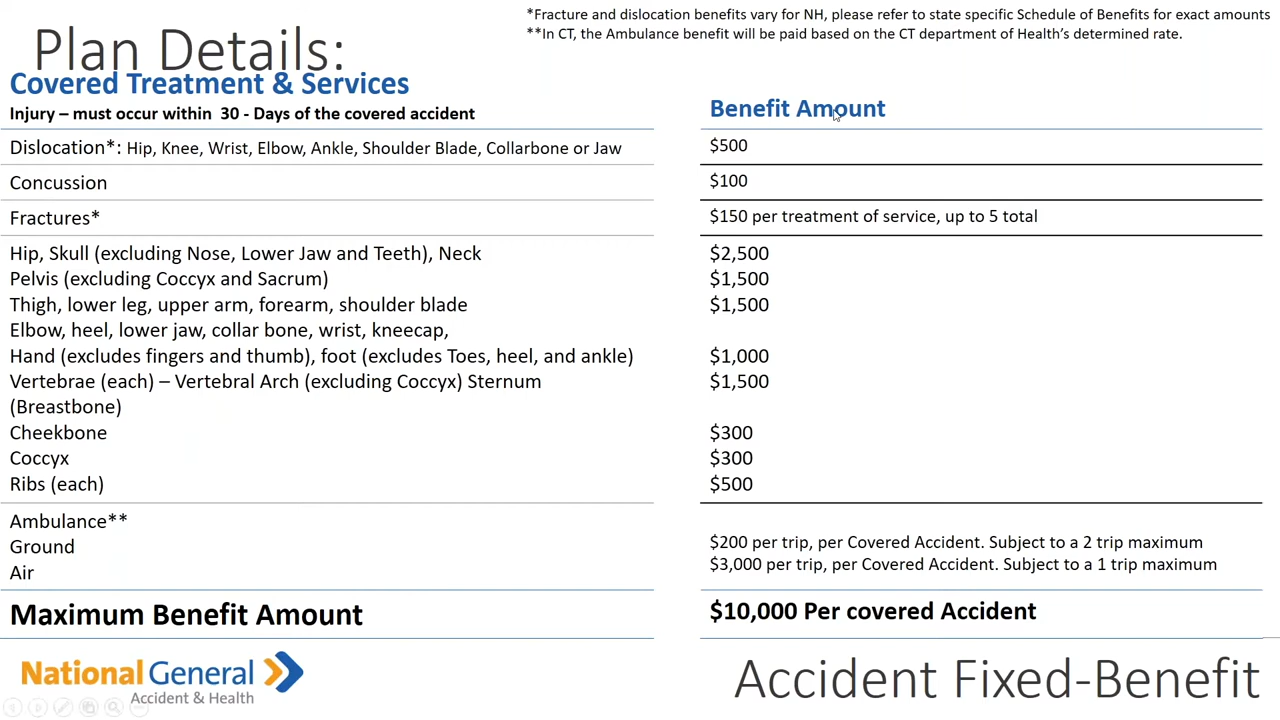 *Fracture and dislocation benefits vary for NH, please refer to state specific Schedule of Benefits for exact amounts
**In CT, the Ambulance benefit will be paid based on the CT department of Health's determined rate.
Plan Details:
Covered Treatment & Services
Injury – must occur within 30 - Days of the covered accident
Benefit Amount
Dislocation*: Hip, Knee, Wrist, Elbow, Ankle, Shoulder Blade, Collarbone or Jaw
$500
Concussion
$100
Fractures*
$150 per treatment of service, up to 5 total
Hip, Skull (excluding Nose, Lower Jaw and Teeth), Neck
$2,500
Pelvis (excluding Coccyx and Sacrum)
$1,500
Thigh, lower leg, upper arm, forearm, shoulder blade
$1,500
Elbow, heel, lower jaw, collar bone, wrist, kneecap,
Hand (excludes fingers and thumb), foot (excludes Toes, heel, and ankle)
$1,000
Vertebrae (each) – Vertebral Arch (excluding Coccyx) Sternum
$1,500
(Breastbone)
Cheekbone
$300
Coccyx
$300
Ribs (each)
$500
Ambulance**
Ground
$200 per trip, per Covered Accident. Subject to a 2 trip maximum
Air
$3,000 per trip, per Covered Accident. Subject to a 1 trip maximum
Maximum Benefit Amount
$10,000 Per covered Accident
National General
Accident & Health
Accident Fixed-Benefit